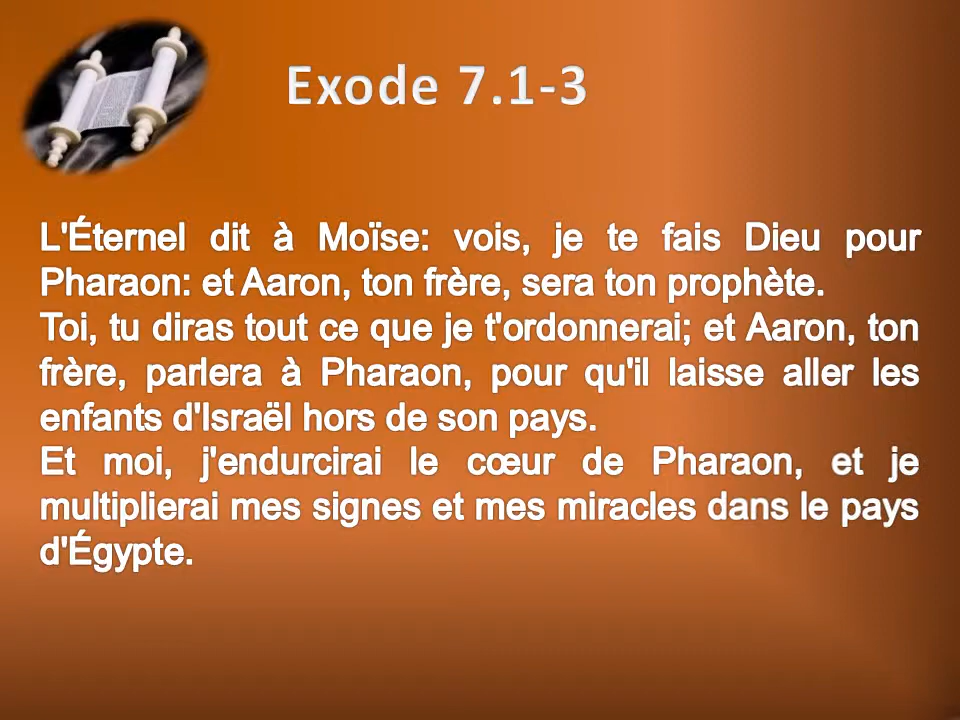 Exode 7.1-3
L'Éternel dit à Moïse: vois, je te fais Dieu pour
Pharaon: et Aaron, ton frère, sera ton prophète.
Toi, tu diras tout ce que je t'ordonnerai; et Aaron, ton
frère, parlera à Pharaon, pour qu'il laisse aller les
enfants d'Israël hors de son pays.
Et moi, j'endurcirai le cœur de Pharaon, et je
multiplierai mes signes et mes miracles dans le pays
d'Égypte.